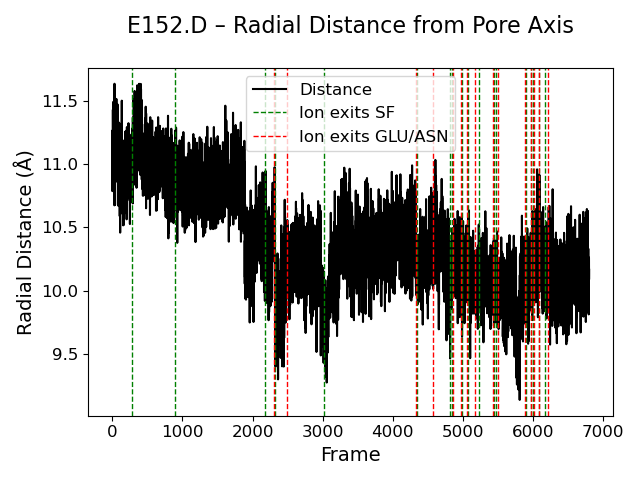 E152.D – Radial Distance from Pore Axis
Distance
Ion exits SF
Ion exits GLU/ASN
Radial Distance (Å)
11.5
11.0
10.5
10.0
9.5
0 1000 2000 3000 4000 5000 6000 7000
Frame